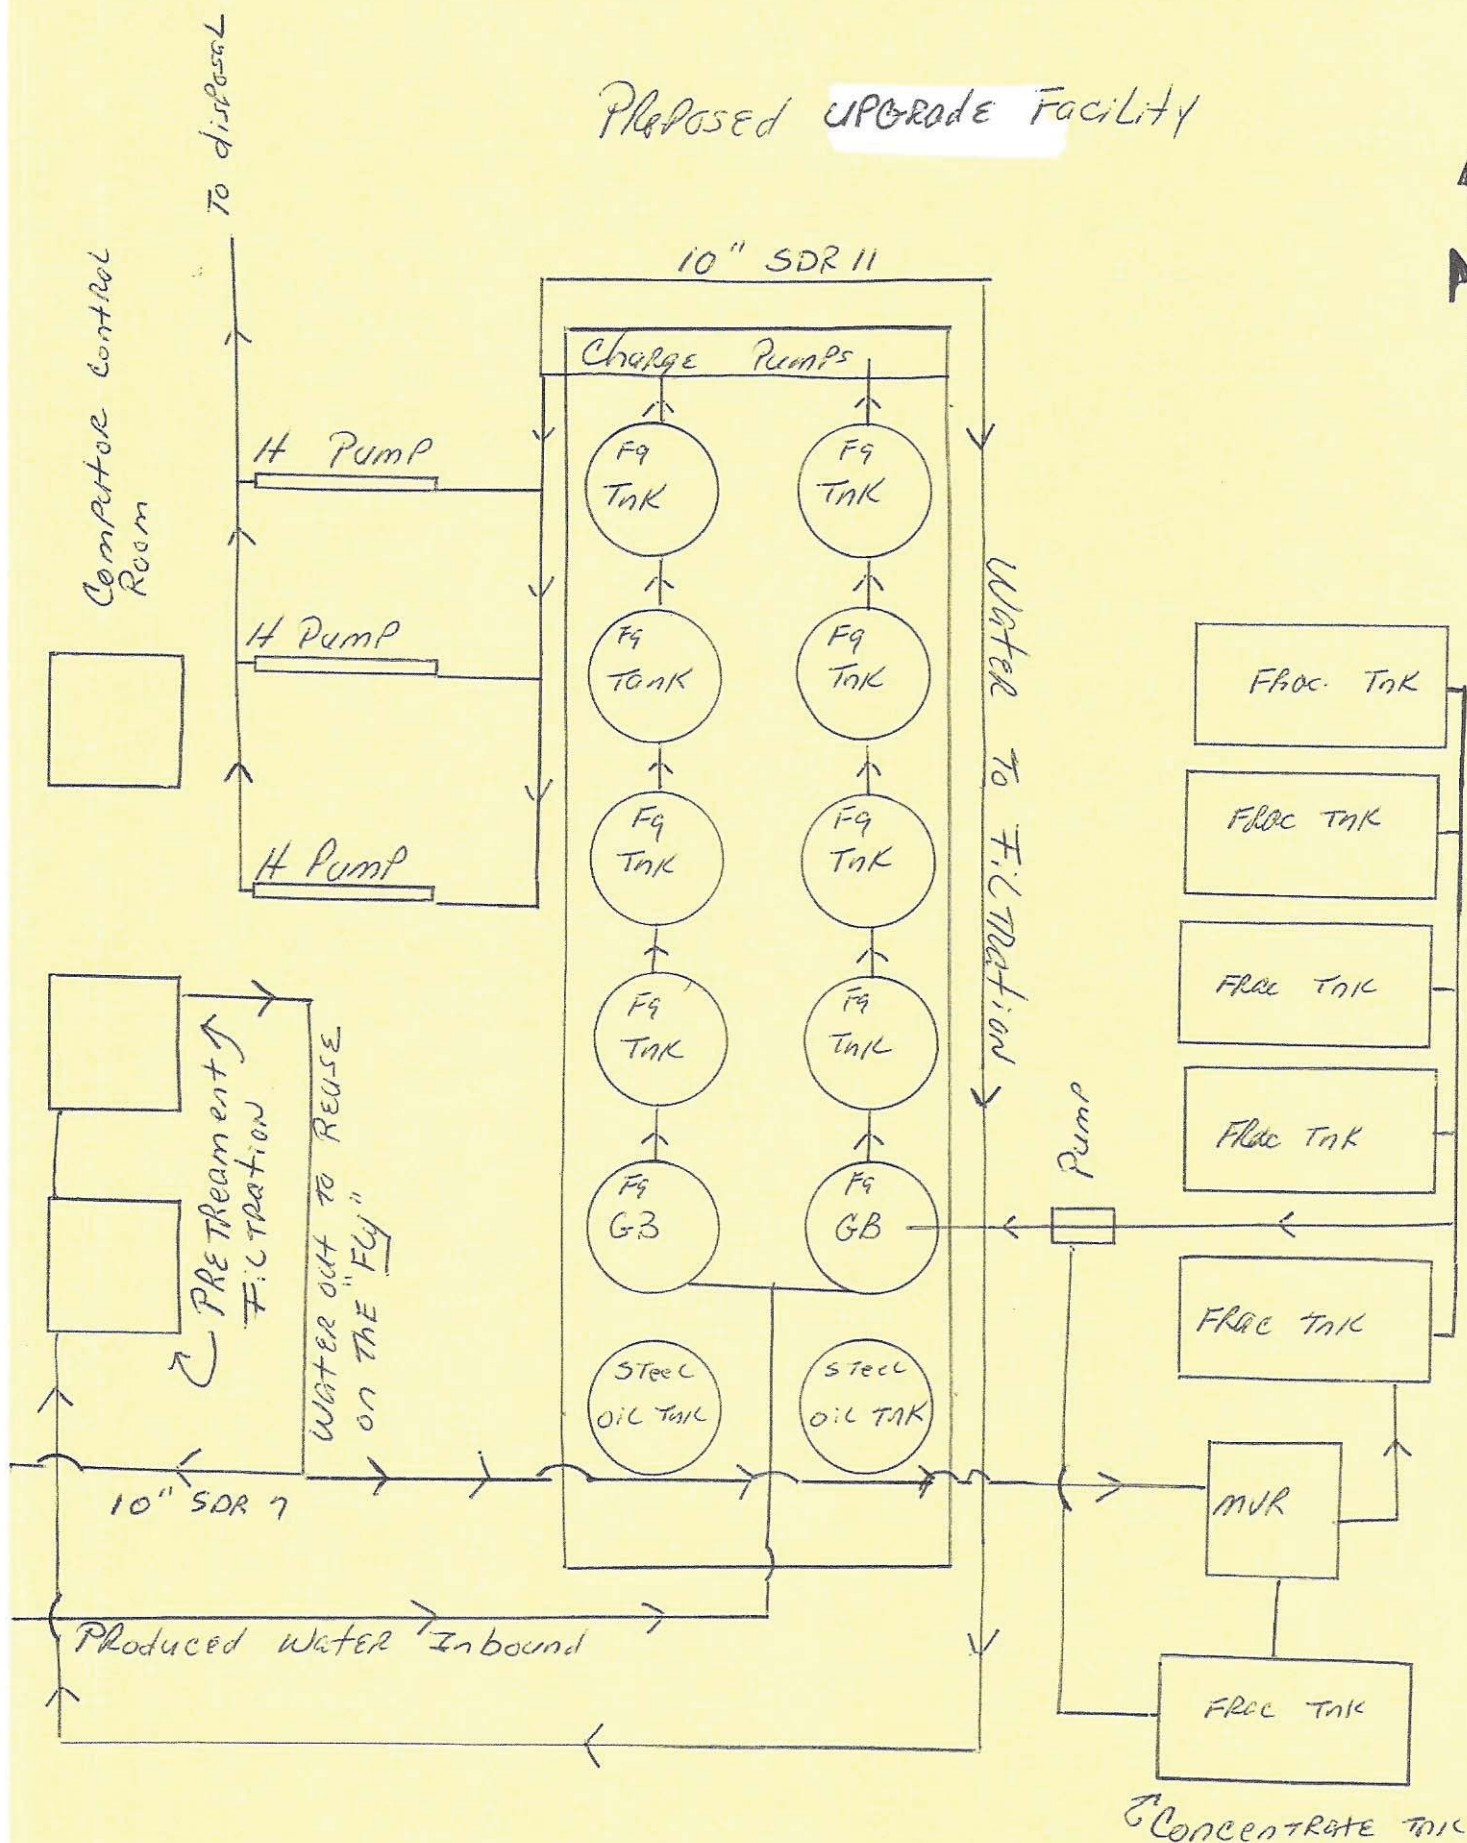 PROPOSED UPGRADE FACILITY
To disposal
Computor Control
Room
10" SDR 11
Charge Pumps
H Pump
H Pump
H Pump
Fg
Tnk
Fg
Tnk
Fg
Tank
Fg
Tnk
Fg
Tnk
Fg
Tnk
Fg
Tnk
Fg
Tnk
Fg
GB
Fg
GB
Steel
Oil Tnk
Steel
Oil Tnk
Water To Filtration
PRETReament
Filtration
Water out to Reuse
on the "Fly"
10" SDR 7
Produced Water Inbound
Pump
Frac. Tnk
Frac Tnk
Frac Tnk
Frac Tnk
Frac Tnk
MVR
Frac Tnk
Concentrate Tnk